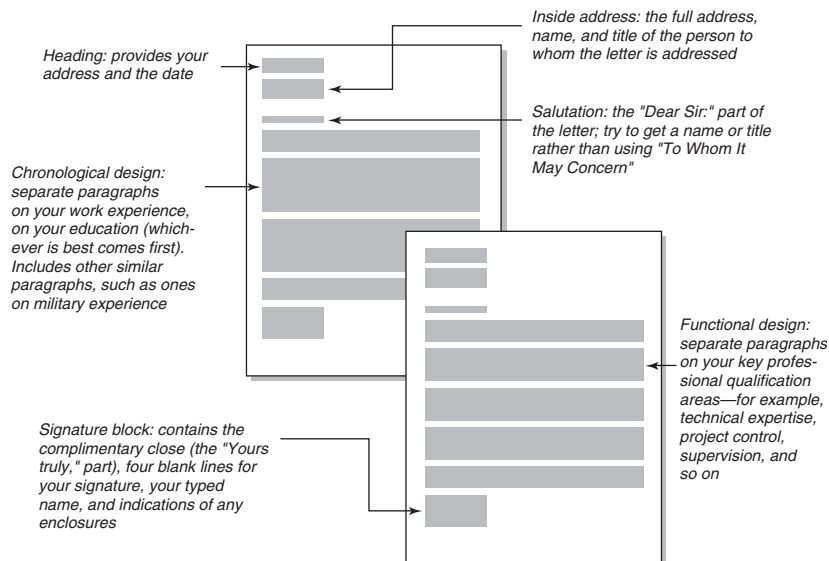 Heading: provides your
address and the date
Inside address: the full address,
name, and title of the person to
whom the letter is addressed
Salutation: the "Dear Sir:" part of
the letter; try to get a name or title
rather than using "To Whom It
May Concern"
Chronological design:
separate paragraphs
on your work experience,
on your education (which-
ever is best comes first).
Includes other similar
paragraphs, such as ones
on military experience
Functional design:
separate paragraphs
on your key profes-
sional qualification
areas—for example,
technical expertise,
project control,
supervision, and
so on
Signature block: contains the
complimentary close (the "Yours
truly," part), four blank lines for
your signature, your typed
name, and indications of any
enclosures